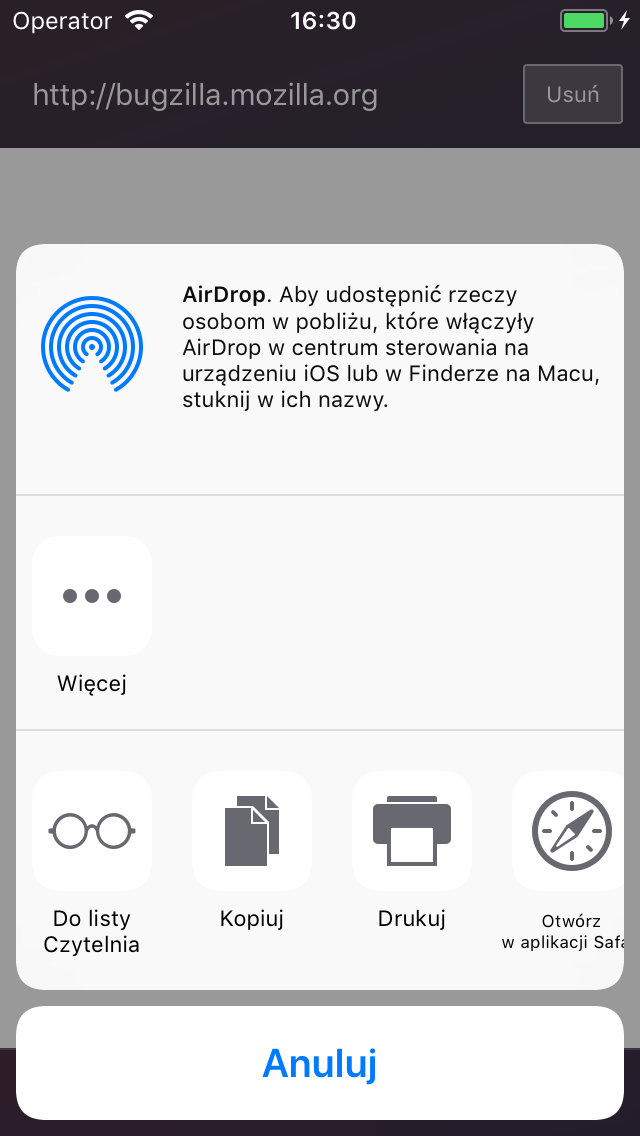 Operator 16:30
http://bugzilla.mozilla.org Usuń
AirDrop. Aby udostępnić rzeczy
osobom w pobliżu, które włączyły
AirDrop w centrum sterowania na
urządzeniu iOS lub w Finderze na Macu,
stuknij w ich nazwy.
Więcej
Do listy
Czytelnia
Kopiuj
Drukuj
Otwórz
w aplikacji Safa
Anuluj